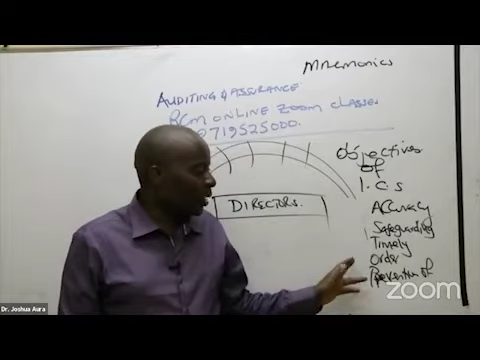 Mnemonics
AUDITING & ASSURANCE
RCM ONLINE ZOOM CLASSES
0719525000.
Objectives
of
I.C.S
DIRECTORS.
Accuracy
Safeguarding
Timely
Order
Prevention of
zoom
Dr. Joshua Aura